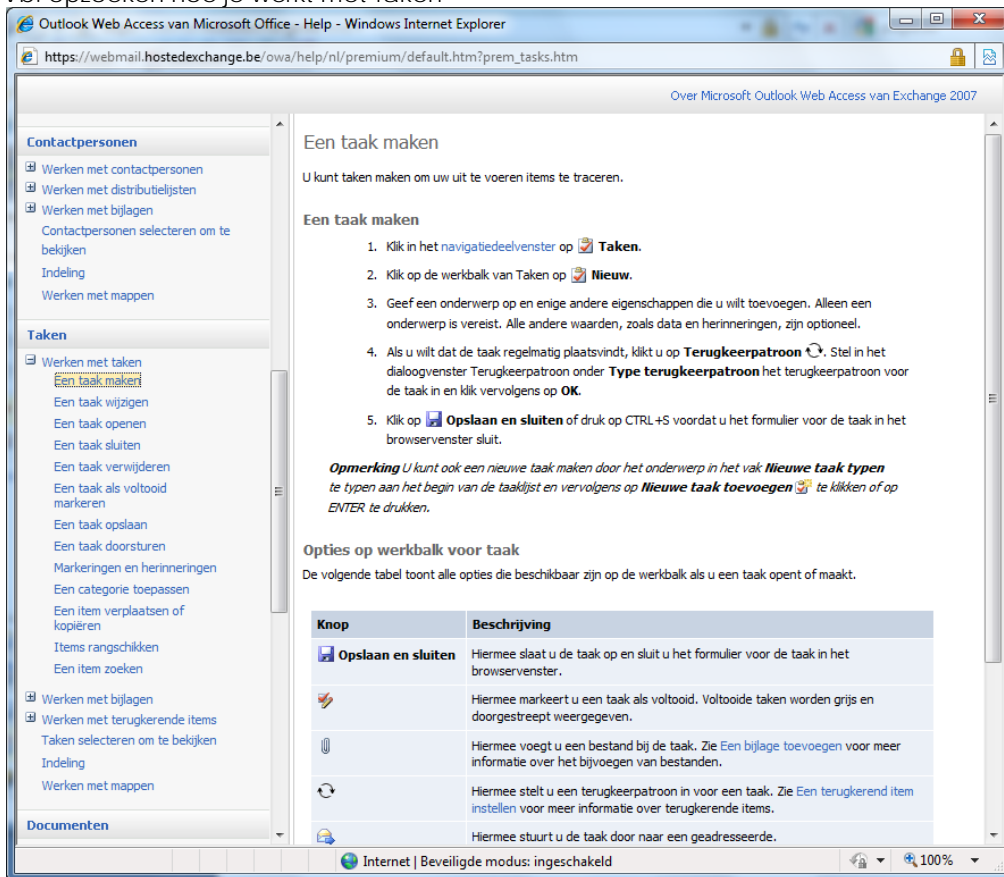 Vb. opzoeken hoe je werkt met Taken
Outlook Web Access van Microsoft Office - Help - Windows Internet Explorer
https://webmail.hostedexchange.be/owa/help/nl/premium/default.htm?prem_tasks.htm
Over Microsoft Outlook Web Access van Exchange 2007
Contactpersonen
Werken met contactpersonen
Werken met distributielijsten
Werken met bijlagen
Contactpersonen selecteren om te
bekijken
Indeling
Werken met mappen
Taken
Werken met taken
Een taak maken
Een taak wijzigen
Een taak openen
Een taak sluiten
Een taak verwijderen
Een taak als voltooid
markeren
Een taak opslaan
Een taak doorsturen
Markeringen en herinneringen
Een categorie toepassen
Een item verplaatsen of
kopiëren
Items rangschikken
Een item zoeken
Werken met bijlagen
Werken met terugkerende items
Taken selecteren om te bekijken
Indeling
Werken met mappen
Documenten
Een taak maken
U kunt taken maken om uw uit te voeren items te traceren.
Een taak maken
1. Klik in het navigatiedeelvenster op Taken.
2. Klik op de werkbalk van Taken op Nieuw.
3. Geef een onderwerp op en enige andere eigenschappen die u wilt toevoegen. Alleen een
onderwerp is vereist. Alle andere waarden, zoals data en herinneringen, zijn optioneel.
4. Als u wilt dat de taak regelmatig plaatsvindt, klikt u op Terugkeerpatroon . Stel in het
dialoogvenster Terugkeerpatroon onder Type terugkeerpatroon het terugkeerpatroon voor
de taak in en klik vervolgens op OK.
5. Klik op Opslaan en sluiten of druk op CTRL+S voordat u het formulier voor de taak in het
browservenster sluit.
Opmerking U kunt ook een nieuwe taak maken door het onderwerp in het vak Nieuwe taak typen
te typen aan het begin van de taaklijst en vervolgens op Nieuwe taak toevoegen te klikken of op
ENTER te drukken.
Opties op werkbalk voor taak
De volgende tabel toont alle opties die beschikbaar zijn op de werkbalk als u een taak opent of maakt.
Knop Beschrijving
Opslaan en sluiten Hiermee slaat u de taak op en sluit u het formulier voor de taak in het
browservenster.
Hiermee markeert u een taak als voltooid. Voltooide taken worden grijs en
doorgestreept weergegeven.
Hiermee voegt u een bestand bij de taak. Zie Een bijlage toevoegen voor meer
informatie over het bijvoegen van bestanden.
Hiermee stelt u een terugkeerpatroon in voor een taak. Zie Een terugkerend item
instellen voor meer informatie over terugkerende items.
Hiermee stuurt u de taak door naar een geadresseerde.
Internet | Beveiligde modus: ingeschakeld
100%